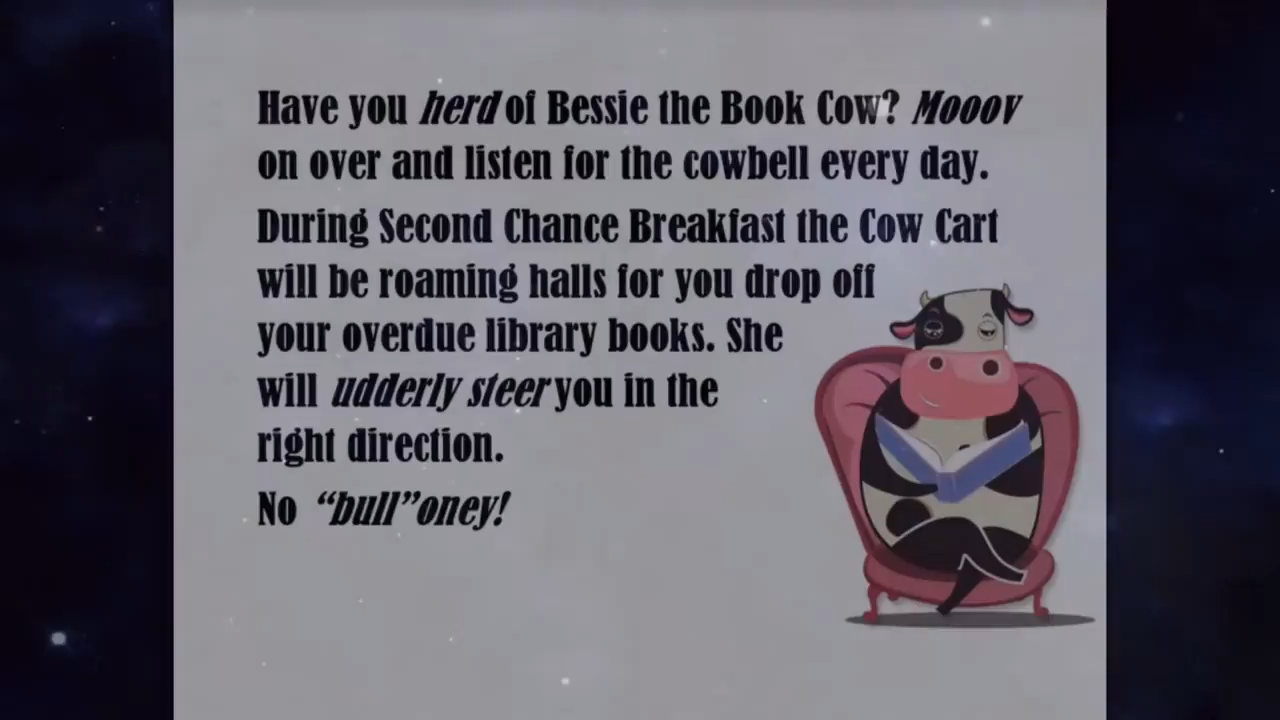 Have you herd of Bessie the Book Cow? Mooov
on over and listen for the cowbell every day.
During Second Chance Breakfast the Cow Cart
will be roaming halls for you drop off
your overdue library books. She
will udderly steer you in the
right direction.
No “bull”oney!